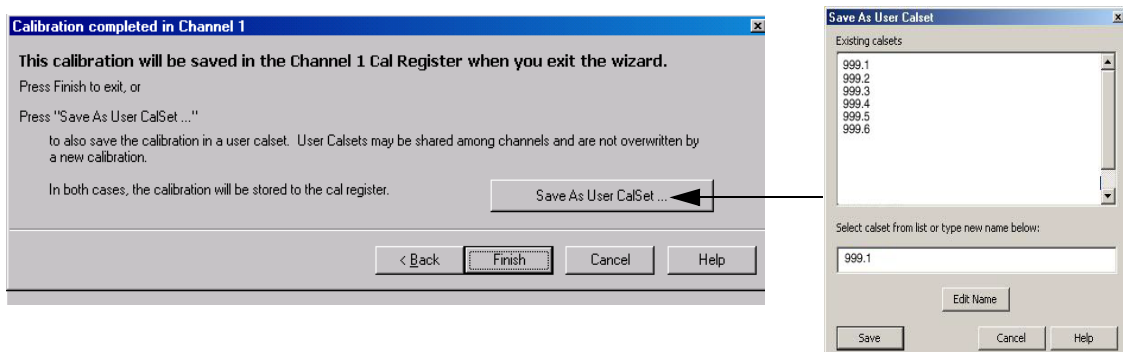 Calibration completed in Channel 1
This calibration will be saved in the Channel 1 Cal Register when you exit the wizard.
Press Finish to exit, or
Press "Save As User CalSet ..."
to also save the calibration in a user calset. User Calsets may be shared among channels and are not overwritten by
a new calibration.
In both cases, the calibration will be stored to the cal register.
Save As User CalSet ...
< Back
Finish
Cancel
Help
Save As User Calset
Existing calsets
999.1
999.2
999.3
999.4
999.5
999.6
Select calset from list or type new name below:
999.1
Edit Name
Save
Cancel
Help